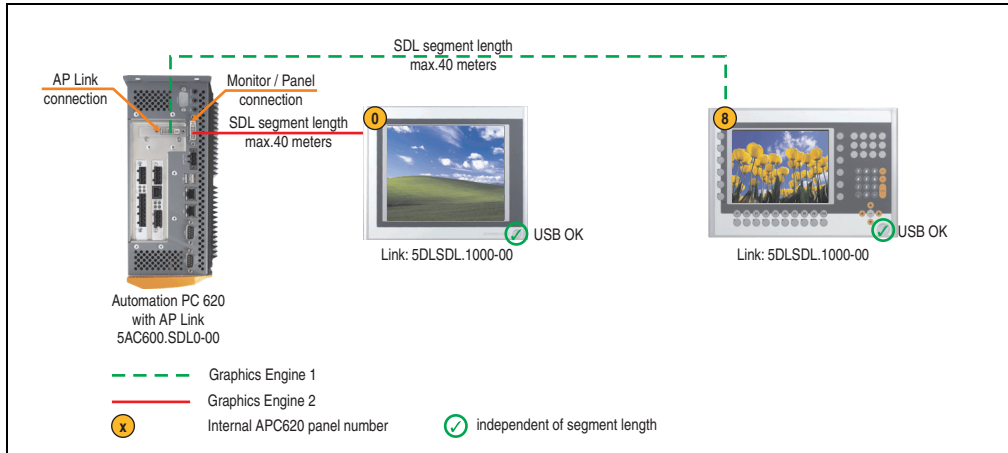 SDL segment length
max.40 meters
AP Link
connection
Monitor / Panel
connection
SDL segment length
max.40 meters
0
8
USB OK
USB OK
Link: 5DLSDL.1000-00
Link: 5DLSDL.1000-00
Automation PC 620
with AP Link
5AC600.SDL0-00
Graphics Engine 1
Graphics Engine 2
x
Internal APC620 panel number
independent of segment length